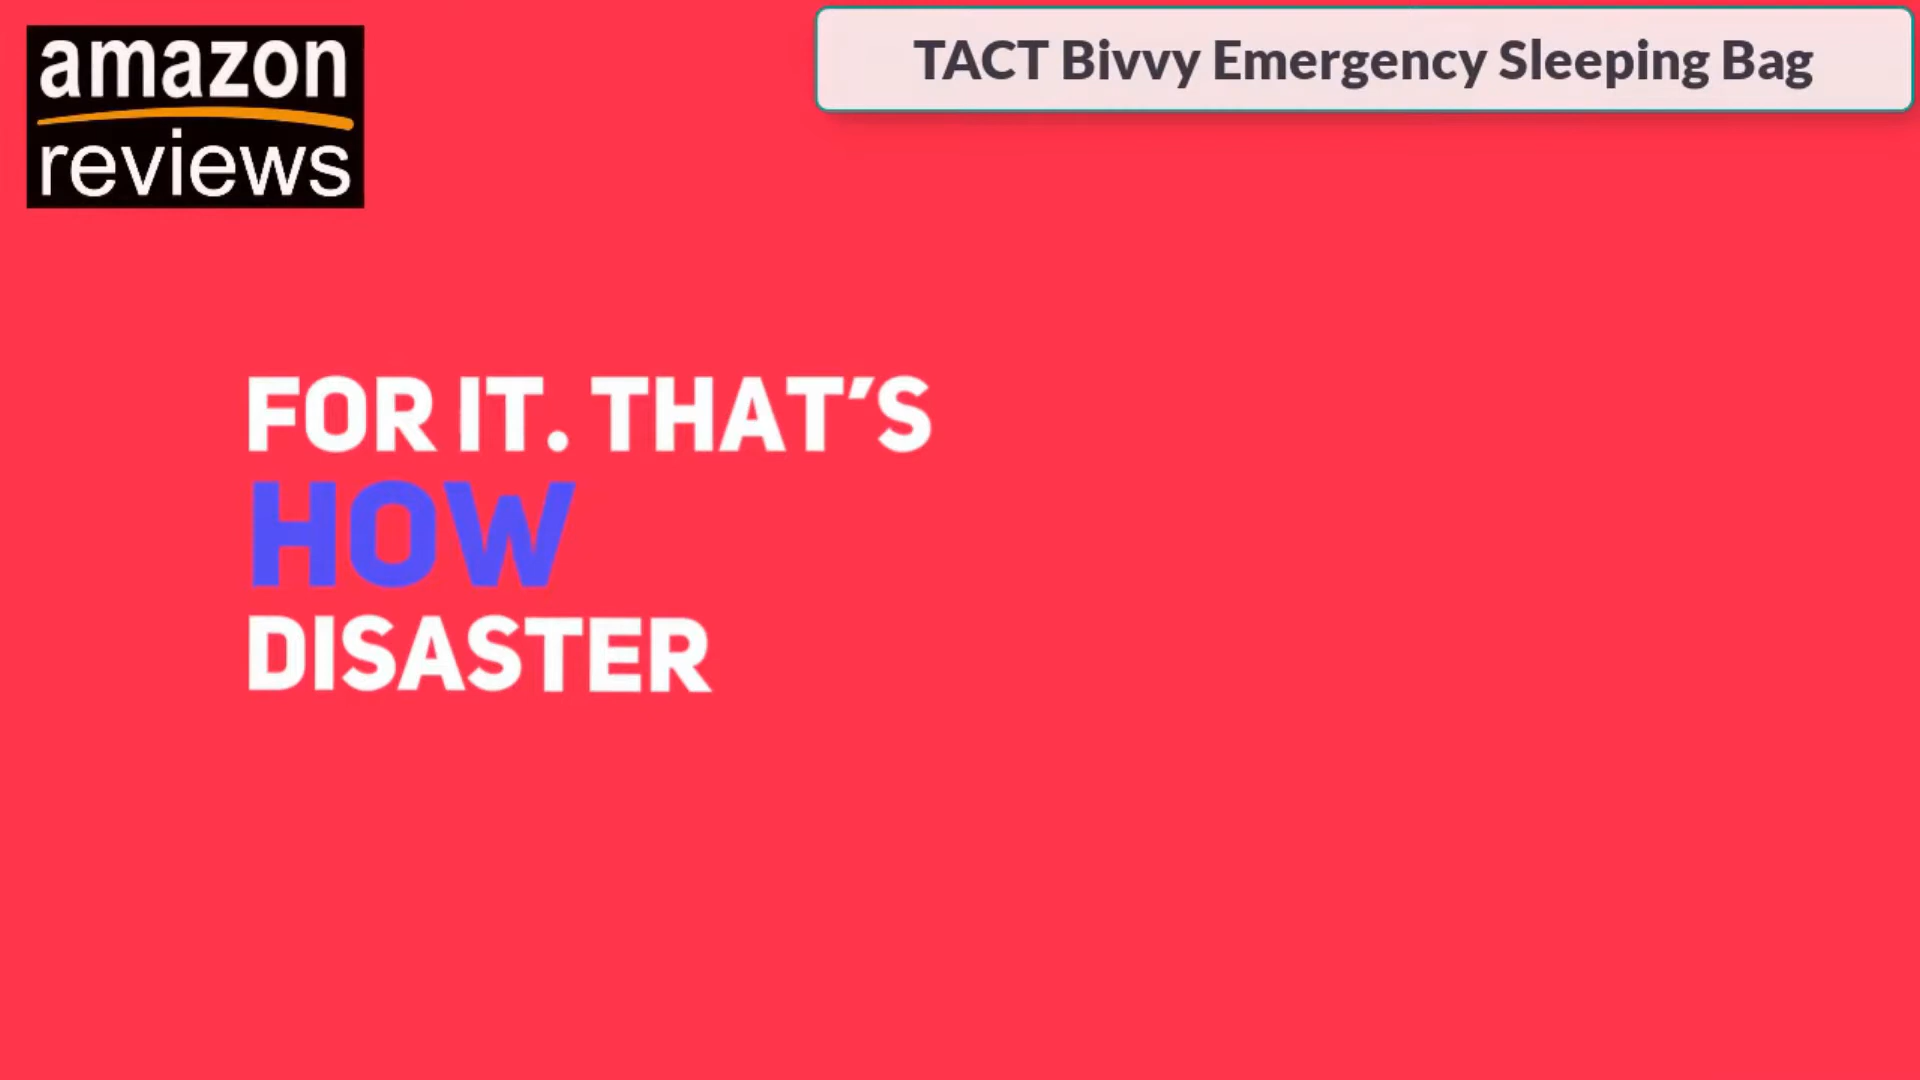 amazon
reviews
TACT Bivvy Emergency Sleeping Bag
FOR IT. THAT'S
HOW
DISASTER